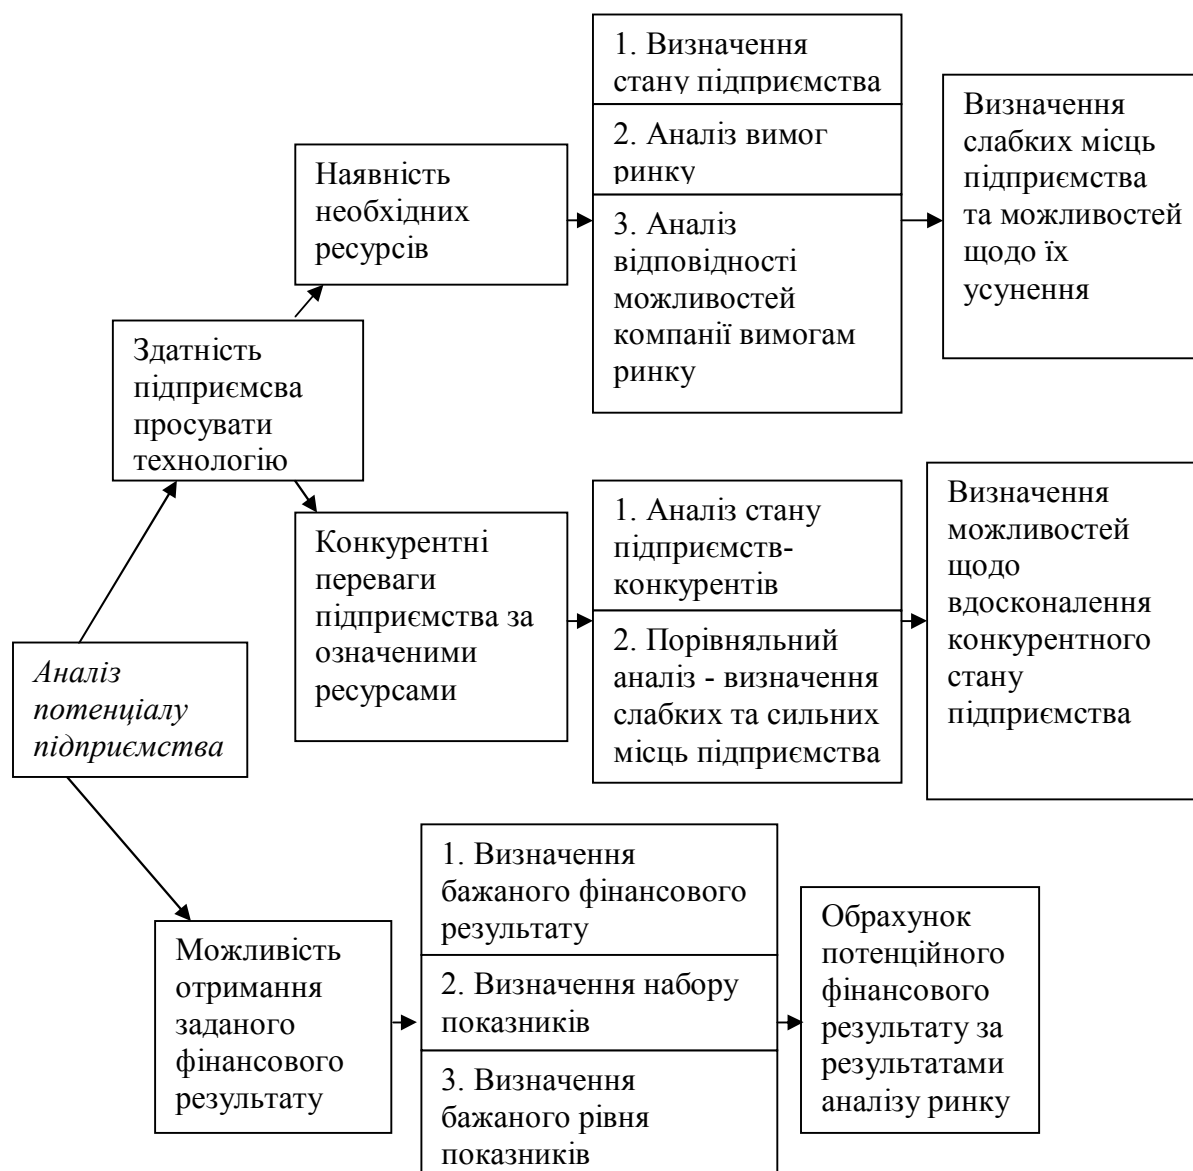 1. Визначення
стану підприємства
2. Аналіз вимог
ринку
3. Аналіз
відповідності
можливостей
компанії вимогам
ринку
Визначення
слабких місць
підприємства
та можливостей
щодо їх
усунення
Наявність
необхідних
ресурсів
Здатність
підприємсва
просувати
технологію
Конкурентні
переваги
підприємства за
означеними
ресурсами
1. Аналіз стану
підприємств-
конкурентів
2. Порівняльний
аналіз - визначення
слабких та сильних
місць підприємства
Визначення
можливостей
щодо
вдосконалення
конкурентного
стану
підприємства
Аналіз
потенціалу
підприємства
Можливість
отримання
заданого
фінансового
результату
1. Визначення
бажаного фінансового
результату
2. Визначення набору
показників
3. Визначення
бажаного рівня
показників
Обрахунок
потенційного
фінансового
результату за
результатами
аналізу ринку